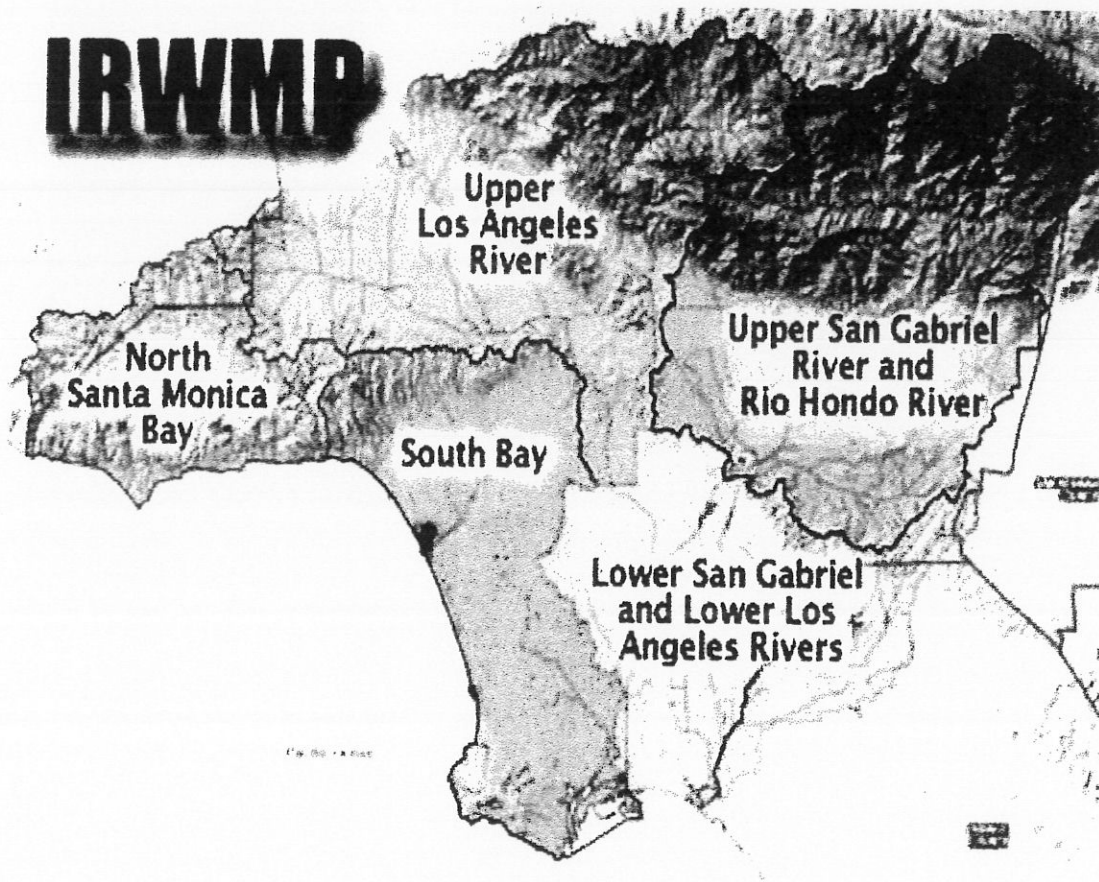 IRWMP
Upper
Los Angeles
River
North
Santa Monica
Bay
South Bay
Upper San Gabriel
River and
Rio Hondo River
Lower San Gabriel
and Lower Los
Angeles Rivers